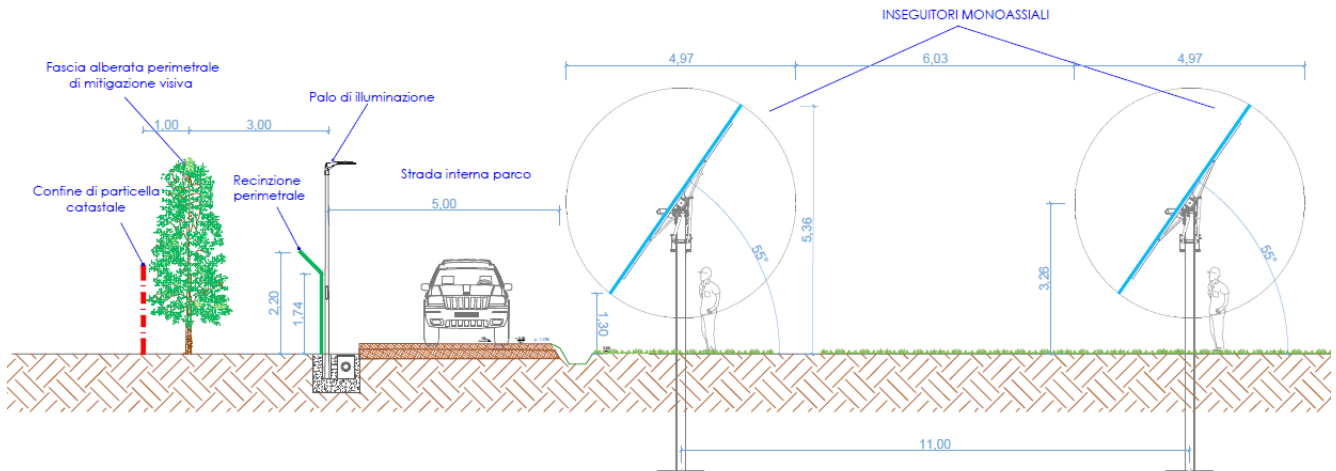 INSEGUITORI MONOASSIALI
4,97
6,03
4,97
Fascia alberata perimetrale
di mitigazione visiva
Palo di illuminazione
1,00
3,00
Confine di particella
catastale
Recinzione
perimetrale
Strada interna parco
5,00
2,20
1,74
1,30
5,36
55°
3,26
55°
11,00